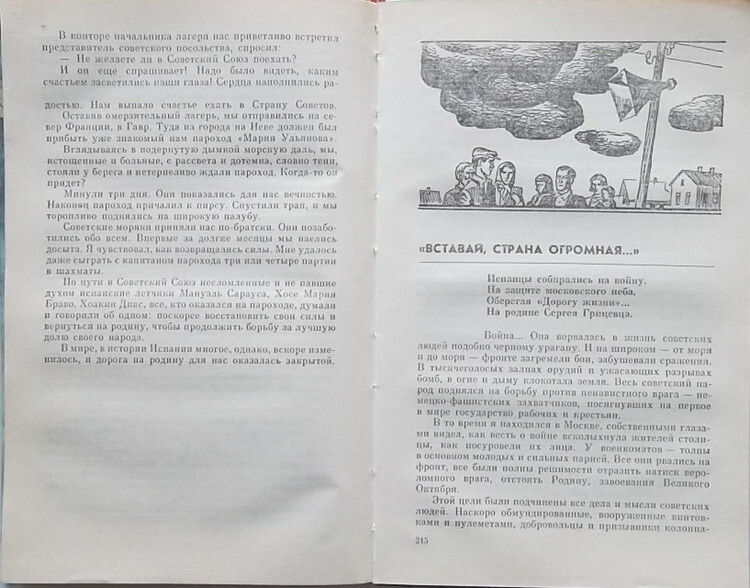 В конторе начальника лагеря нас приветливо встретил
представитель советского посольства, спросил:
— Не желаете ли в Советский Союз поехать?
И он еще спрашивает! Надо было видеть, каким
счастьем засветились наши глаза! Сердца наполнились ра-
достью. Нам выпало счастье ехать в Страну Советов.
Оставив омерзительный лагерь, мы отправились на се-
вер Франции, в Гавр. Туда из города на Неве должен был
прибыть уже знакомый нам пароход «Мария Ульянова».
Вглядываясь в подернутую дымкой морскую даль, мы,
истощенные и больные, с рассвета и дотемна, словно тени,
стояли у берега и нетерпеливо ждали пароход. Когда-то он
придет?
Минули три дня. Они показались для нас вечностью.
Наконец пароход причалил к пирсу. Спустили трап, и мы
торопливо поднялись на широкую палубу.
Советские моряки приняли нас по-братски. Они позабо-
тились обо всем. Впервые за долгие месяцы мы наелись
досыта. Я чувствовал, как возвращались силы. Мне удалось
даже сыграть с капитаном парохода три или четыре партии
в шахматы.
По пути в Советский Союз несломленные и не павшие
духом испанские летчики Мануэль Сарауса, Хосе Мария
Браво, Хоакин Диас, все, кто оказался на пароходе, думали
и говорили об одном: поскорее восстановить свои силы и
вернуться на родину, чтобы продолжить борьбу за лучшую
долю своего народа.
В мире, в истории Испании многое, однако, вскоре изме-
нилось, и дорога на родину для нас оказалась закрытой.
«ВСТАВАЙ, СТРАНА ОГРОМНАЯ...»
Испанцы собирались на войну.
На защите московского неба.
Оберегая «Дорогу жизни»...
На родине Сергея Грицевца.
Война... Она ворвалась в жизнь советских
людей подобно черному урагану. И на широком — от моря
и до моря — фронте загремели бои, забушевали сражения.
В тысячеголосых залпах орудий и ужасающих разрывах
бомб, в огне и дыму клокотала земля. Весь советский на-
род поднялся на борьбу против ненавистного врага — не-
мецко-фашистских захватчиков, посягнувших на первое
в мире государство рабочих и крестьян.
В то время я находился в Москве, собственными глаза-
ми видел, как весть о войне всколыхнула жителей столи-
цы, как посуровели их лица. У военкоматов — толпы
в основном молодых и сильных парней. Все они рвались на
фронт, все были полны решимости отразить натиск веро-
ломного врага, отстоять Родину, завоевания Великого
Октября.
Этой цели были подчинены все дела и мысли советских
людей. Наскоро обмундированные, вооруженные винтов-
ками и пулеметами, добровольцы и призывники колонна-
215